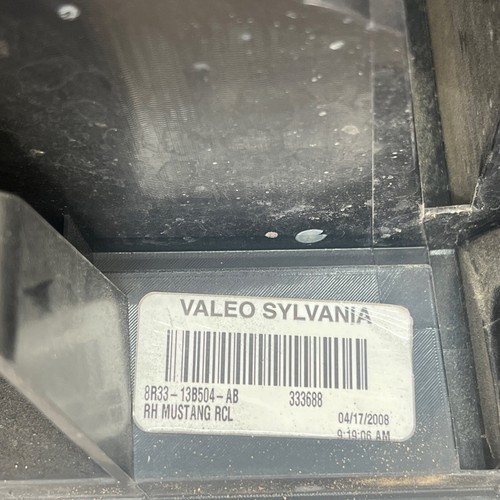 VALEO SYLVANIA
8R33-13B504-AB 333688
RH MUSTANG RCL 04/17/2008
9:19:06 AM